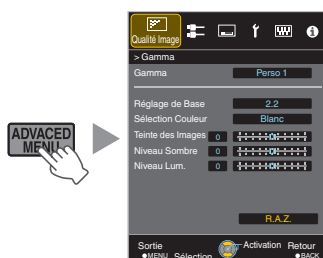 Qualité Image
> Gamma
Gamma Perso 1
Réglage de Base 2.2
Sélection Couleur Blanc
Teinte des Images 0
Niveau Sombre 0
Niveau Lum. 0
ADVACED
MENU
R.A.Z.
Sortie Activation Retour
●MENU Sélection ●BACK